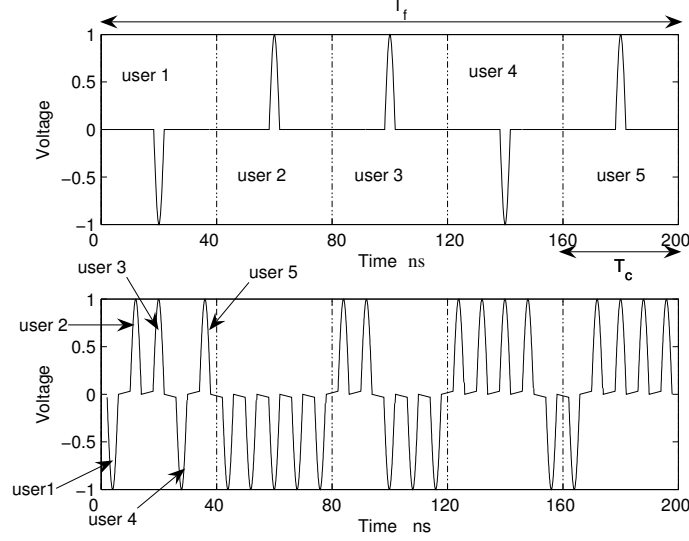 T_f
1
0.5
0
−0.5
−1
Voltage
user 1
user 2
user 3
user 4
user 5
0 40 80 120 160 200
Time ns
T_c
user 3
user 5
user 2
1
0.5
0
−0.5
−1
Voltage
user1
user 4
0 40 80 120 160 200
Time ns